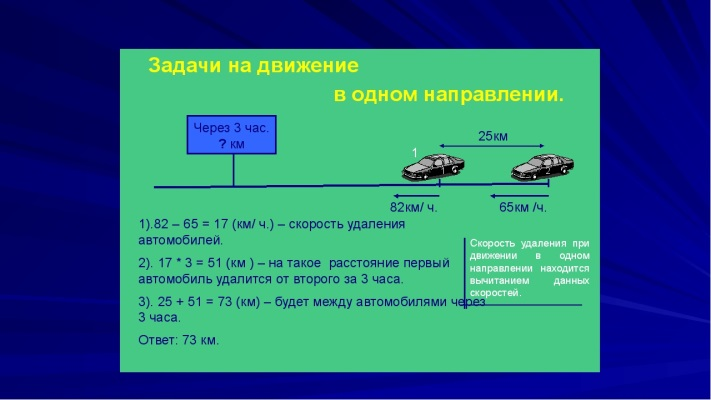 Задачи на движение
в одном направлении.
Через 3 час.
? км
25км
1
2
82км/ ч.
65км /ч.
1).82 – 65 = 17 (км/ ч.) – скорость удаления
автомобилей.
2). 17 * 3 = 51 (км ) – на такое расстояние первый
автомобиль удалится от второго за 3 часа.
3). 25 + 51 = 73 (км) – будет между автомобилями через
3 часа.
Ответ: 73 км.
Скорость удаления при
движении в одном
направлении находится
вычитанием данных
скоростей.